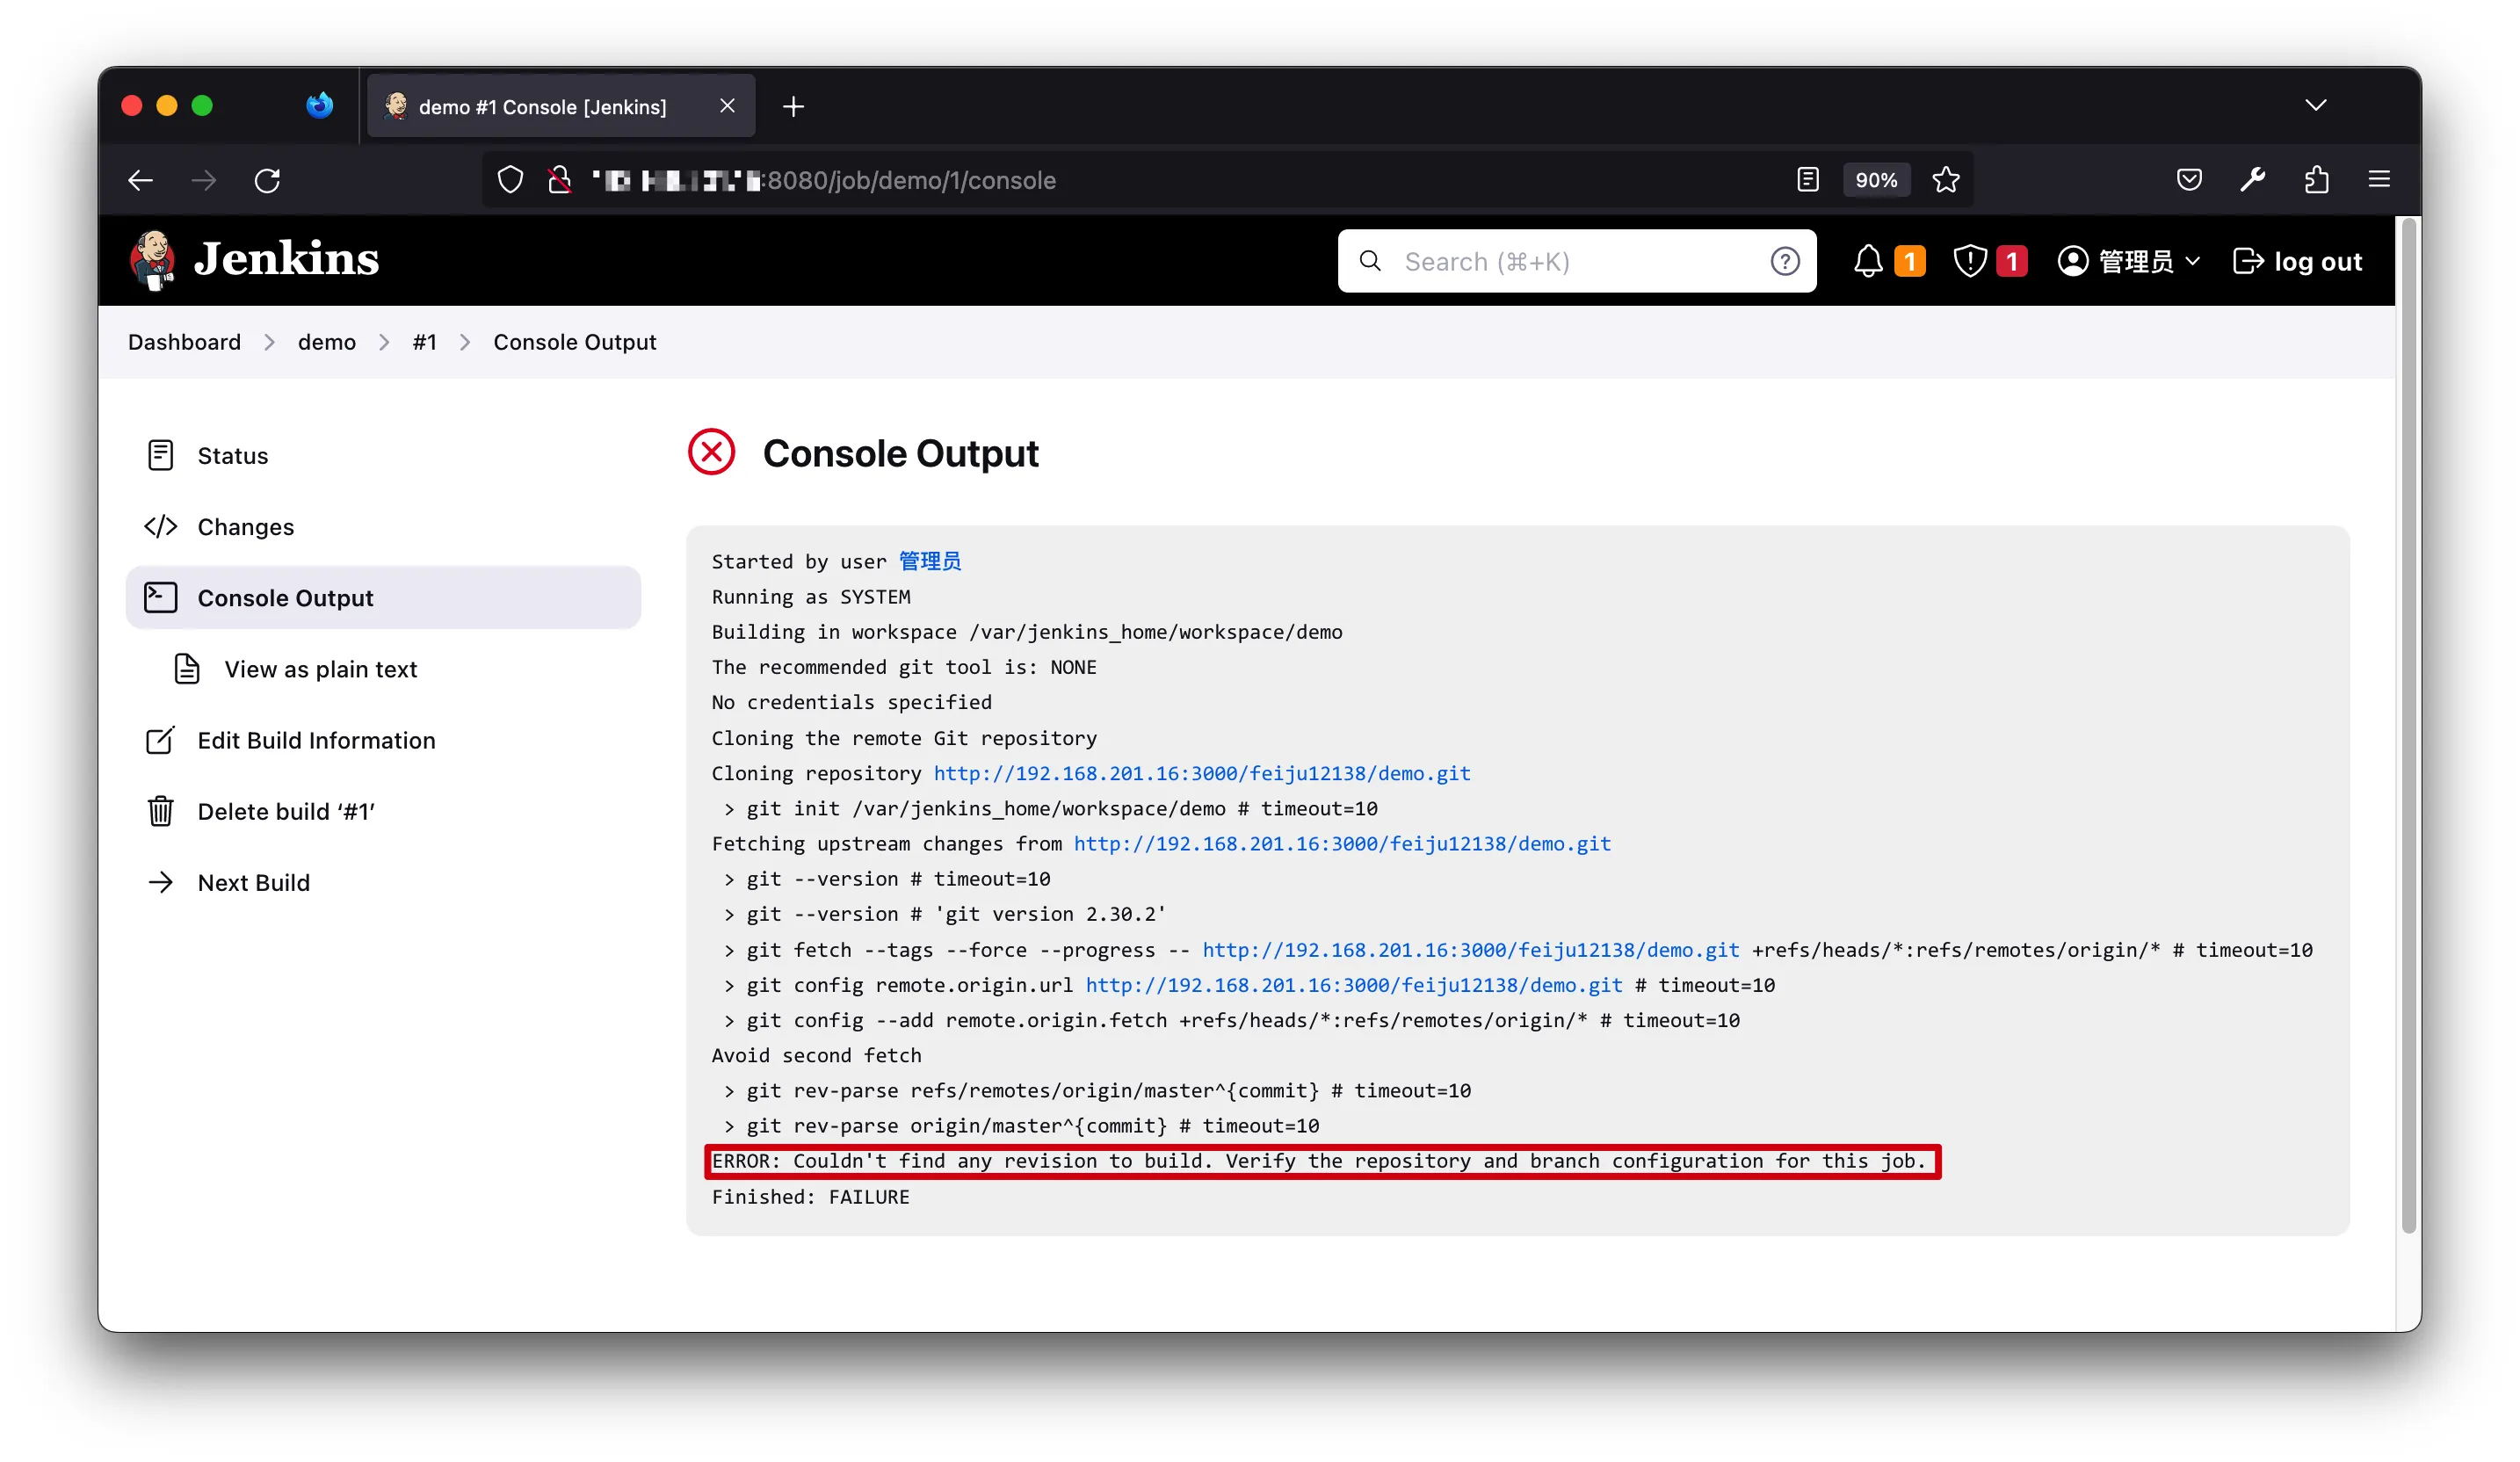 demo #1 Console [Jenkins]
:8080/job/demo/1/console
90%
Jenkins
Search (⌘+K)
1
1
管理员
log out
Dashboard
demo
#1
Console Output
Status
Changes
Console Output
View as plain text
Edit Build Information
Delete build ‘#1’
Next Build
Console Output
Started by user 管理员
Running as SYSTEM
Building in workspace /var/jenkins_home/workspace/demo
The recommended git tool is: NONE
No credentials specified
Cloning the remote Git repository
Cloning repository http://192.168.201.16:3000/feiju12138/demo.git
> git init /var/jenkins_home/workspace/demo # timeout=10
Fetching upstream changes from http://192.168.201.16:3000/feiju12138/demo.git
> git --version # timeout=10
> git --version # 'git version 2.30.2'
> git fetch --tags --force --progress -- http://192.168.201.16:3000/feiju12138/demo.git +refs/heads/*:refs/remotes/origin/* # timeout=10
> git config remote.origin.url http://192.168.201.16:3000/feiju12138/demo.git # timeout=10
> git config --add remote.origin.fetch +refs/heads/*:refs/remotes/origin/* # timeout=10
Avoid second fetch
> git rev-parse refs/remotes/origin/master^{commit} # timeout=10
> git rev-parse origin/master^{commit} # timeout=10
ERROR: Couldn't find any revision to build. Verify the repository and branch configuration for this job.
Finished: FAILURE